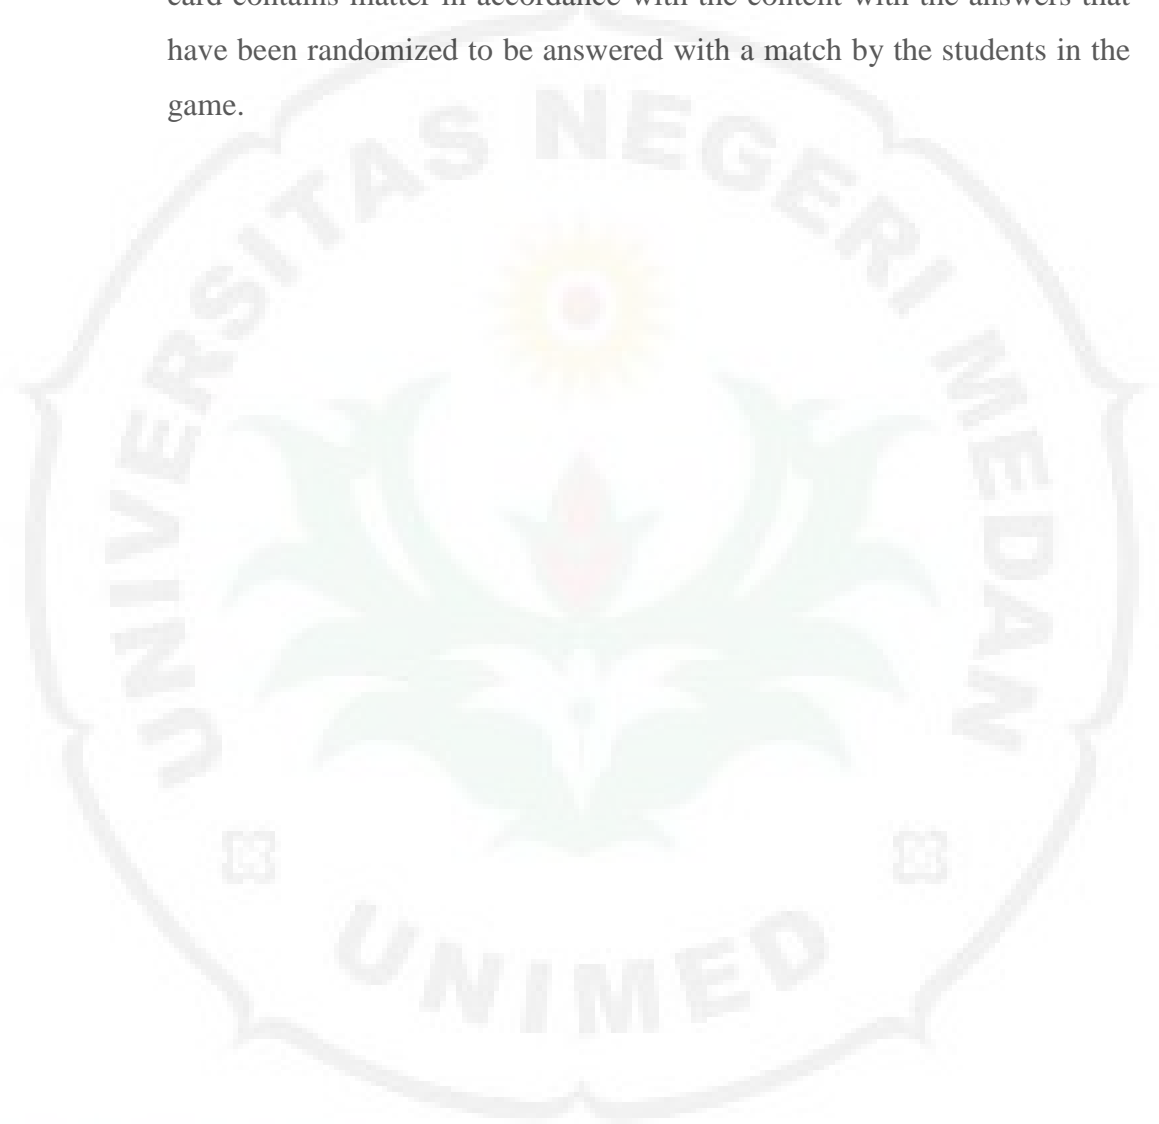 card contains matter in accordance with the content with the answers that
have been randomized to be answered with a match by the students in the
game.
UNIVERSITAS NEGERI MEDAN
UNIMED